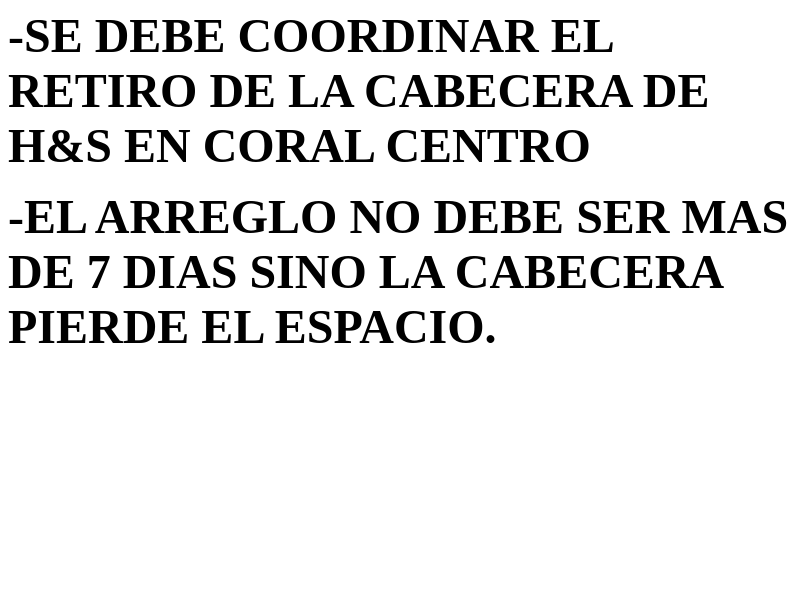 -SE DEBE COORDINAR EL
RETIRO DE LA CABECERA DE
H&S EN CORAL CENTRO
-EL ARREGLO NO DEBE SER MAS
DE 7 DIAS SINO LA CABECERA
PIERDE EL ESPACIO.